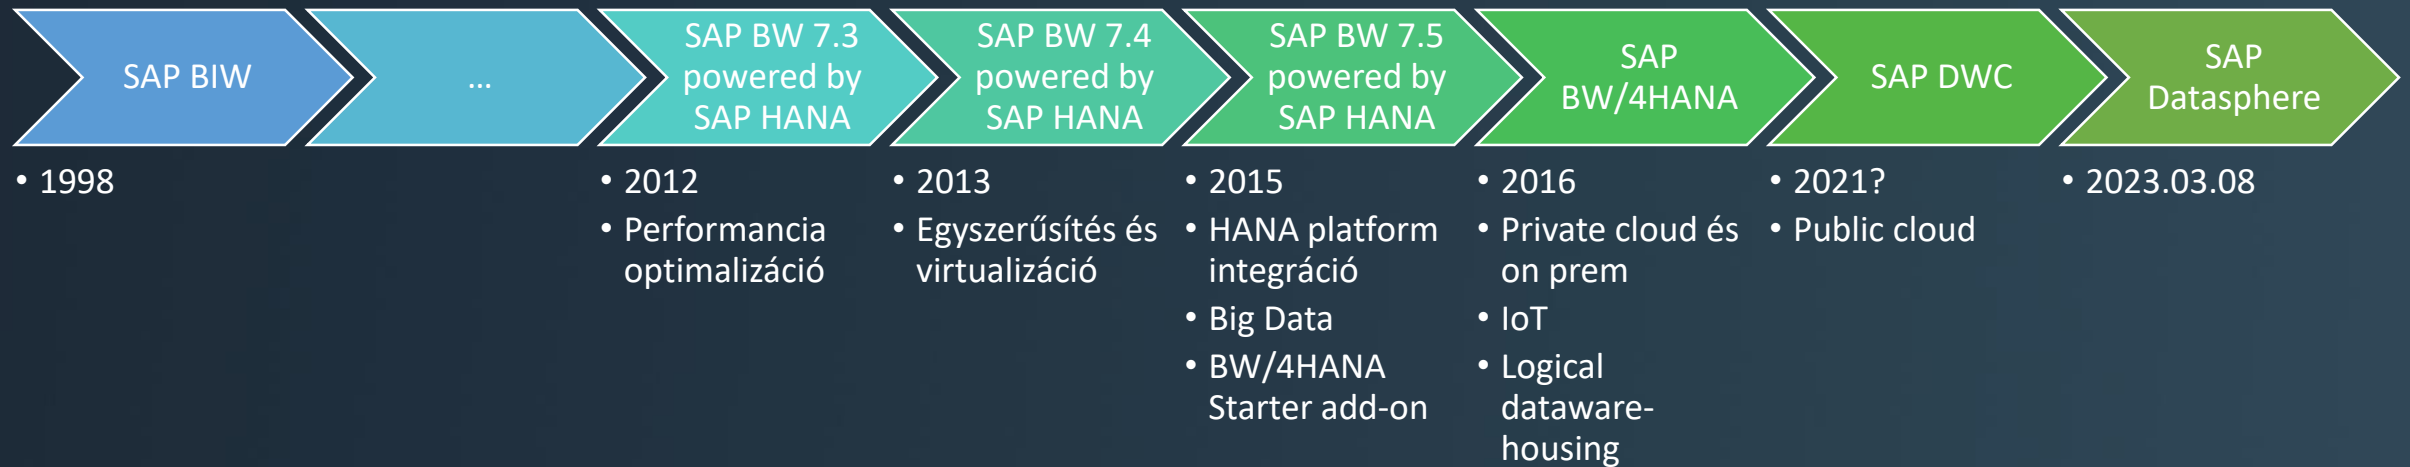 SAP BIW
...
SAP BW 7.3
powered by
SAP HANA
SAP BW 7.4
powered by
SAP HANA
SAP BW 7.5
powered by
SAP HANA
SAP
BW/4HANA
SAP DWC
SAP
Datasphere
• 1998
• 2012
• Performancia
optimalizáció
• 2013
• Egyszerűsítés és
virtualizáció
• 2015
• HANA platform
integráció
• Big Data
• BW/4HANA
Starter add-on
• 2016
• Private cloud és
on prem
• IoT
• Logical
dataware-
housing
• 2021?
• Public cloud
• 2023.03.08